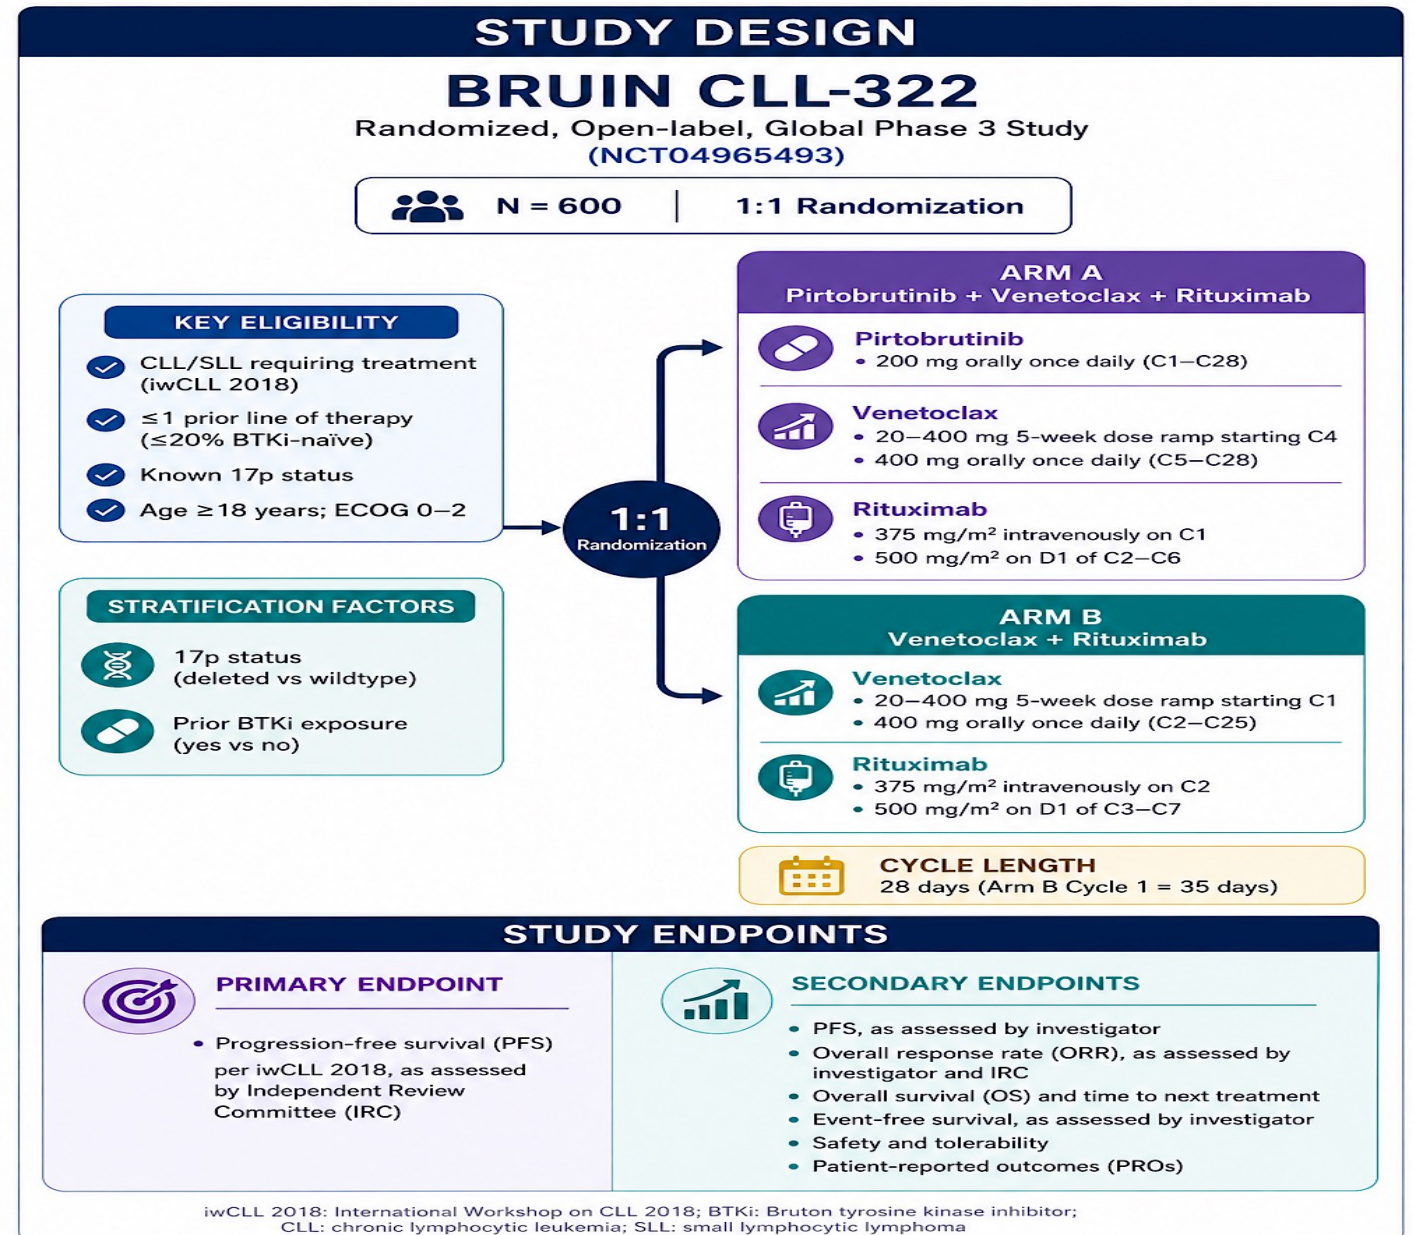 STUDY DESIGN
BRUIN CLL-322
Randomized, Open-label, Global Phase 3 Study
(NCT04965493)
N = 600 | 1:1 Randomization
KEY ELIGIBILITY
CLL/SLL requiring treatment
(iwCLL 2018)
≤1 prior line of therapy
(≤20% BTKi-naïve)
Known 17p status
Age ≥18 years; ECOG 0–2
STRATIFICATION FACTORS
17p status
(deleted vs wildtype)
Prior BTKi exposure
(yes vs no)
1:1
Randomization
ARM A
Pirtobrutinib + Venetoclax + Rituximab
Pirtobrutinib
• 200 mg orally once daily (C1–C28)
Venetoclax
• 20–400 mg 5-week dose ramp starting C4
• 400 mg orally once daily (C5–C28)
Rituximab
• 375 mg/m² intravenously on C1
• 500 mg/m² on D1 of C2–C6
ARM B
Venetoclax + Rituximab
Venetoclax
• 20–400 mg 5-week dose ramp starting C1
• 400 mg orally once daily (C2–C25)
Rituximab
• 375 mg/m² intravenously on C2
• 500 mg/m² on D1 of C3–C7
CYCLE LENGTH
28 days (Arm B Cycle 1 = 35 days)
STUDY ENDPOINTS
PRIMARY ENDPOINT
• Progression-free survival (PFS)
per iwCLL 2018, as assessed
by Independent Review
Committee (IRC)
SECONDARY ENDPOINTS
• PFS, as assessed by investigator
• Overall response rate (ORR), as assessed by
investigator and IRC
• Overall survival (OS) and time to next treatment
• Event-free survival, as assessed by investigator
• Safety and tolerability
• Patient-reported outcomes (PROs)
iwCLL 2018: International Workshop on CLL 2018; BTKi: Bruton tyrosine kinase inhibitor;
CLL: chronic lymphocytic leukemia; SLL: small lymphocytic lymphoma